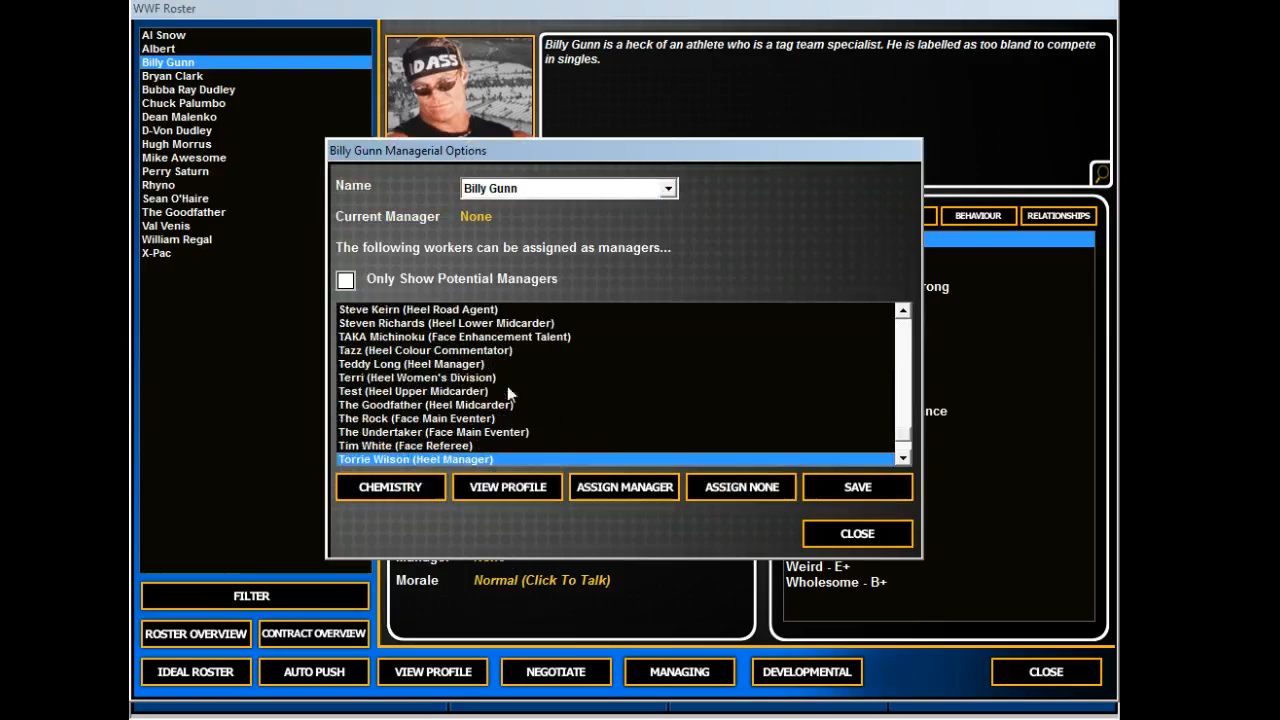 WWF Roster
Al Snow
Albert
Billy Gunn
Bryan Clark
Bubba Ray Dudley
Chuck Palumbo
Dean Malenko
D-Von Dudley
Hugh Morrus
Mike Awesome
Perry Saturn
Rhyno
Sean O'Haire
The Goodfather
Val Venis
William Regal
X-Pac
Billy Gunn is a heck of an athlete who is a tag team specialist. He is labelled as too bland to compete
in singles.
Billy Gunn Managerial Options
Name
Billy Gunn
Current Manager None
The following workers can be assigned as managers...
Only Show Potential Managers
Steve Keirn (Heel Road Agent)
Steven Richards (Heel Lower Midcarder)
TAKA Michinoku (Face Enhancement Talent)
Tazz (Heel Colour Commentator)
Teddy Long (Heel Manager)
Terri (Heel Women's Division)
Test (Heel Upper Midcarder)
The Goodfather (Heel Midcarder)
The Rock (Face Main Eventer)
The Undertaker (Face Main Eventer)
Tim White (Face Referee)
Torrie Wilson (Heel Manager)
CHEMISTRY VIEW PROFILE ASSIGN MANAGER ASSIGN NONE SAVE
CLOSE
BEHAVIOUR RELATIONSHIPS
rong
nce
Morale Normal (Click To Talk)
Weird - E+
Wholesome - B+
FILTER
ROSTER OVERVIEW CONTRACT OVERVIEW
IDEAL ROSTER AUTO PUSH VIEW PROFILE NEGOTIATE MANAGING DEVELOPMENTAL CLOSE